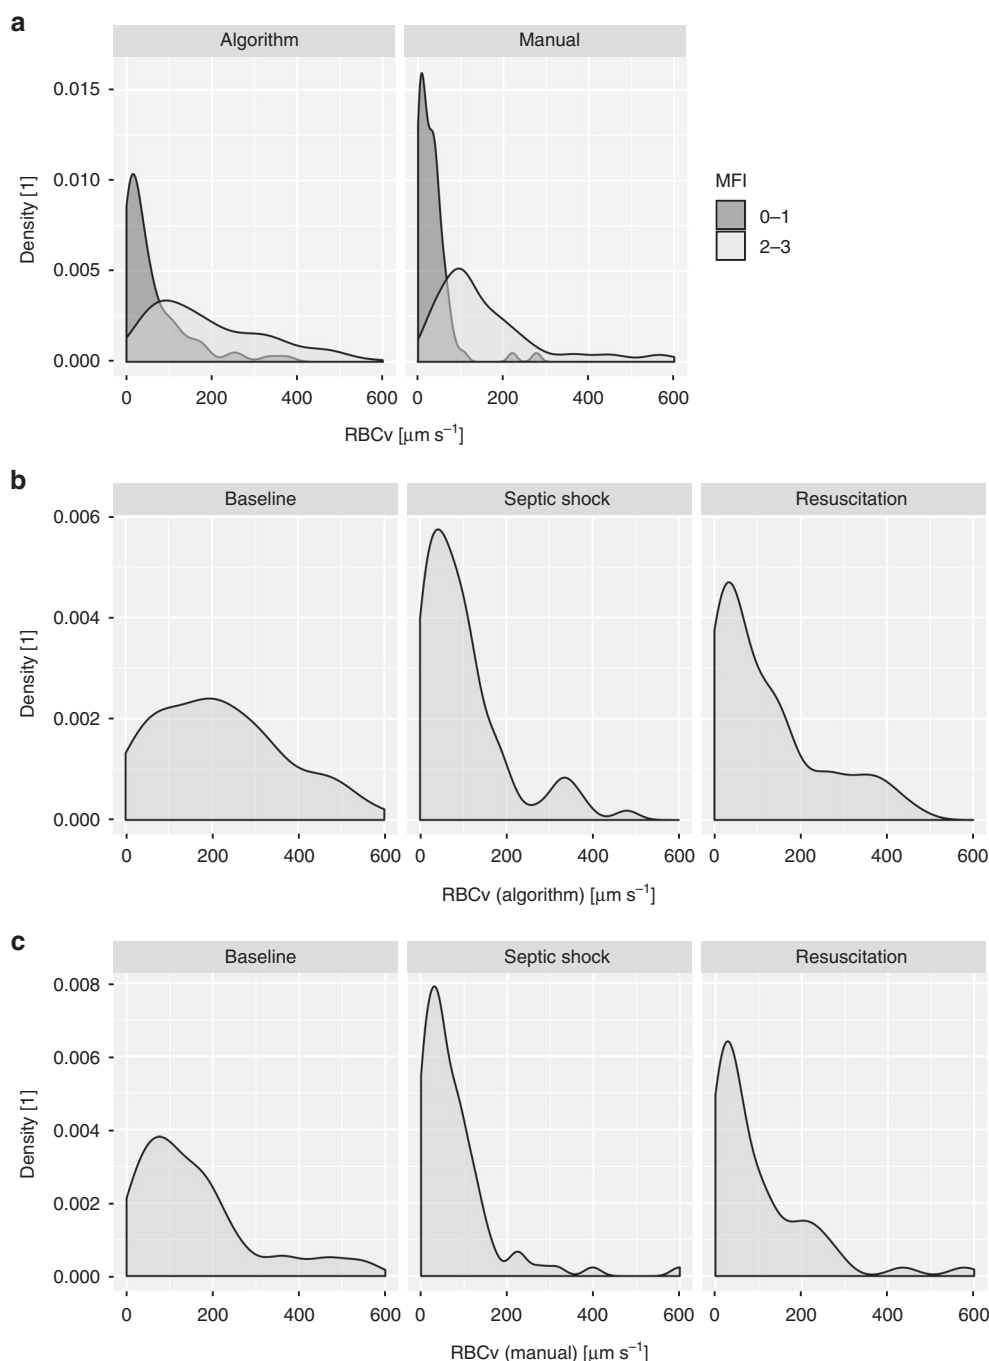 a
Algorithm Manual
0.015
0.010
0.005
0.000
Density [1]
0 200 400 600 0 200 400 600
RBCv [μm s⁻¹]
MFI
0–1
2–3
b
Baseline Septic shock Resuscitation
0.006
0.004
0.002
0.000
Density [1]
0 200 400 600 0 200 400 600 0 200 400 600
RBCv (algorithm) [μm s⁻¹]
c
Baseline Septic shock Resuscitation
0.008
0.006
0.004
0.002
0.000
Density [1]
0 200 400 600 0 200 400 600 0 200 400 600
RBCv (manual) [μm s⁻¹]